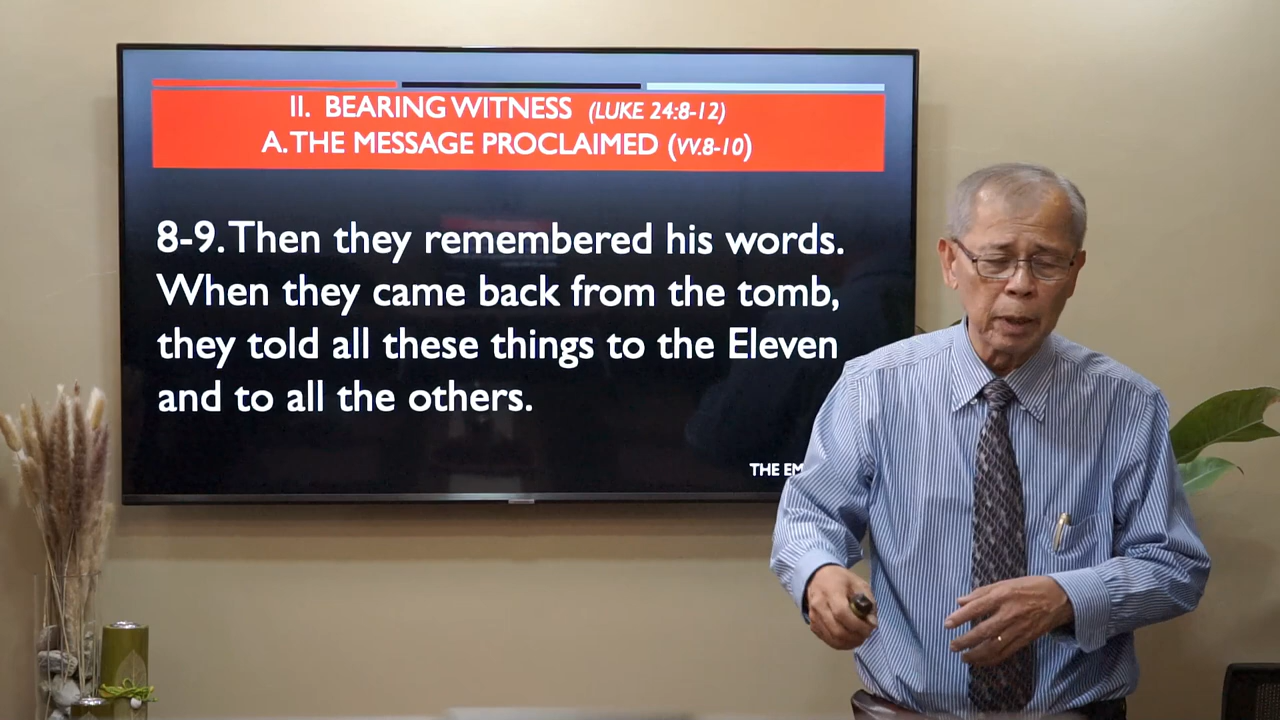 II. BEARING WITNESS (LUKE 24:8-12)
A. THE MESSAGE PROCLAIMED (VV.8-10)
8-9. Then they remembered his words.
When they came back from the tomb,
they told all these things to the Eleven
and to all the others.
THE